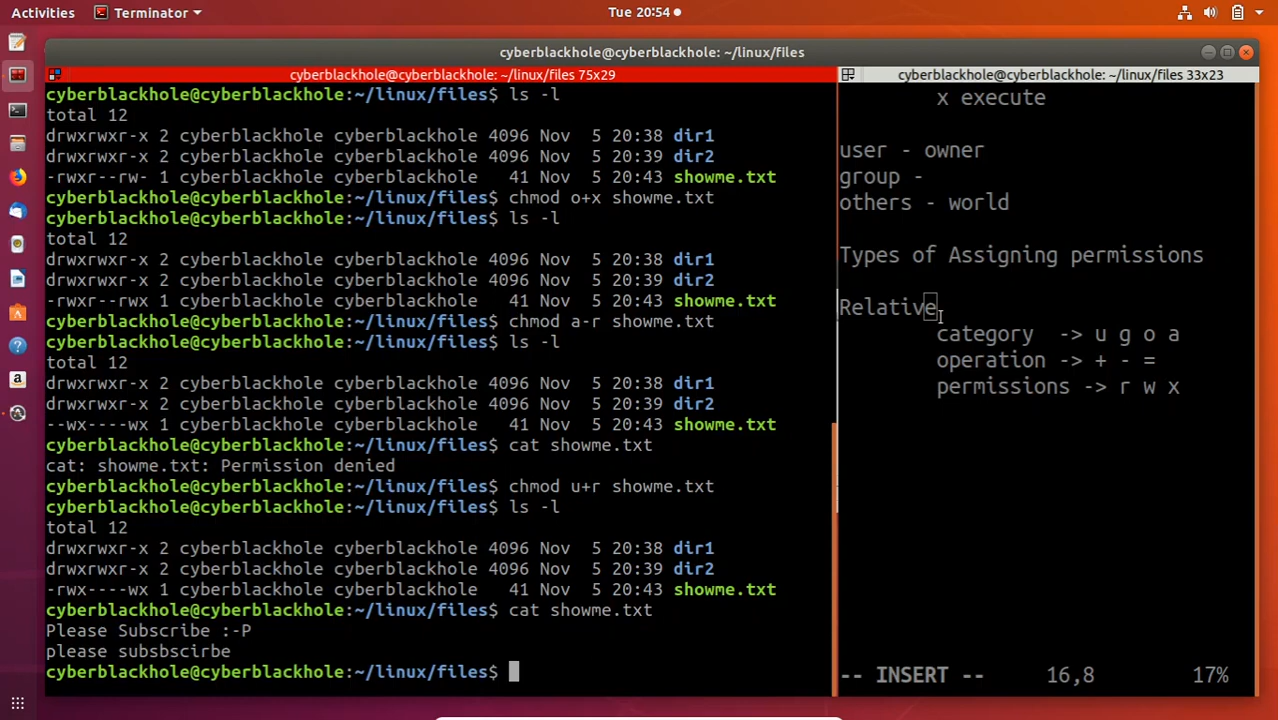 Activities Terminator Tue 20:54
cyberblackhole@cyberblackhole: ~/linux/files
cyberblackhole@cyberblackhole: ~/linux/files 75x29
cyberblackhole@cyberblackhole:~/linux/files$ ls -l
total 12
drwxrwxr-x 2 cyberblackhole cyberblackhole 4096 Nov  5 20:38 dir1
drwxrwxr-x 2 cyberblackhole cyberblackhole 4096 Nov  5 20:39 dir2
-rwxr--rw- 1 cyberblackhole cyberblackhole   41 Nov  5 20:43 showme.txt
cyberblackhole@cyberblackhole:~/linux/files$ chmod o+x showme.txt
cyberblackhole@cyberblackhole:~/linux/files$ ls -l
total 12
drwxrwxr-x 2 cyberblackhole cyberblackhole 4096 Nov  5 20:38 dir1
drwxrwxr-x 2 cyberblackhole cyberblackhole 4096 Nov  5 20:39 dir2
-rwxr--rwx 1 cyberblackhole cyberblackhole   41 Nov  5 20:43 showme.txt
cyberblackhole@cyberblackhole:~/linux/files$ chmod a-r showme.txt
cyberblackhole@cyberblackhole:~/linux/files$ ls -l
total 12
drwxrwxr-x 2 cyberblackhole cyberblackhole 4096 Nov  5 20:38 dir1
drwxrwxr-x 2 cyberblackhole cyberblackhole 4096 Nov  5 20:39 dir2
--wx----wx 1 cyberblackhole cyberblackhole   41 Nov  5 20:43 showme.txt
cyberblackhole@cyberblackhole:~/linux/files$ cat showme.txt
cat: showme.txt: Permission denied
cyberblackhole@cyberblackhole:~/linux/files$ chmod u+r showme.txt
cyberblackhole@cyberblackhole:~/linux/files$ ls -l
total 12
drwxrwxr-x 2 cyberblackhole cyberblackhole 4096 Nov  5 20:38 dir1
drwxrwxr-x 2 cyberblackhole cyberblackhole 4096 Nov  5 20:39 dir2
-rwx----wx 1 cyberblackhole cyberblackhole   41 Nov  5 20:43 showme.txt
cyberblackhole@cyberblackhole:~/linux/files$ cat showme.txt
Please Subscribe :-P
please subsbscirbe
cyberblackhole@cyberblackhole:~/linux/files$
cyberblackhole@cyberblackhole: ~/linux/files 33x23
x execute
user - owner
group -
others - world
Types of Assigning permissions
Relative
category  -> u g o a
operation -> + - =
permissions -> r w x
-- INSERT -- 16,8 17%